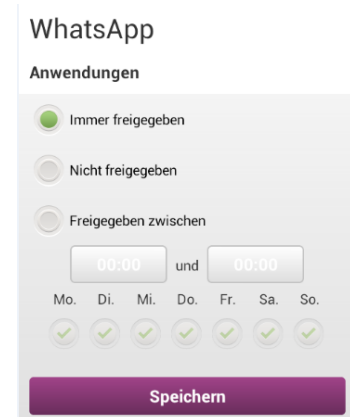 WhatsApp
Anwendungen
Immer freigegeben
Nicht freigegeben
Freigegeben zwischen
00:00 und 00:00
Mo. Di. Mi. Do. Fr. Sa. So.
Speichern